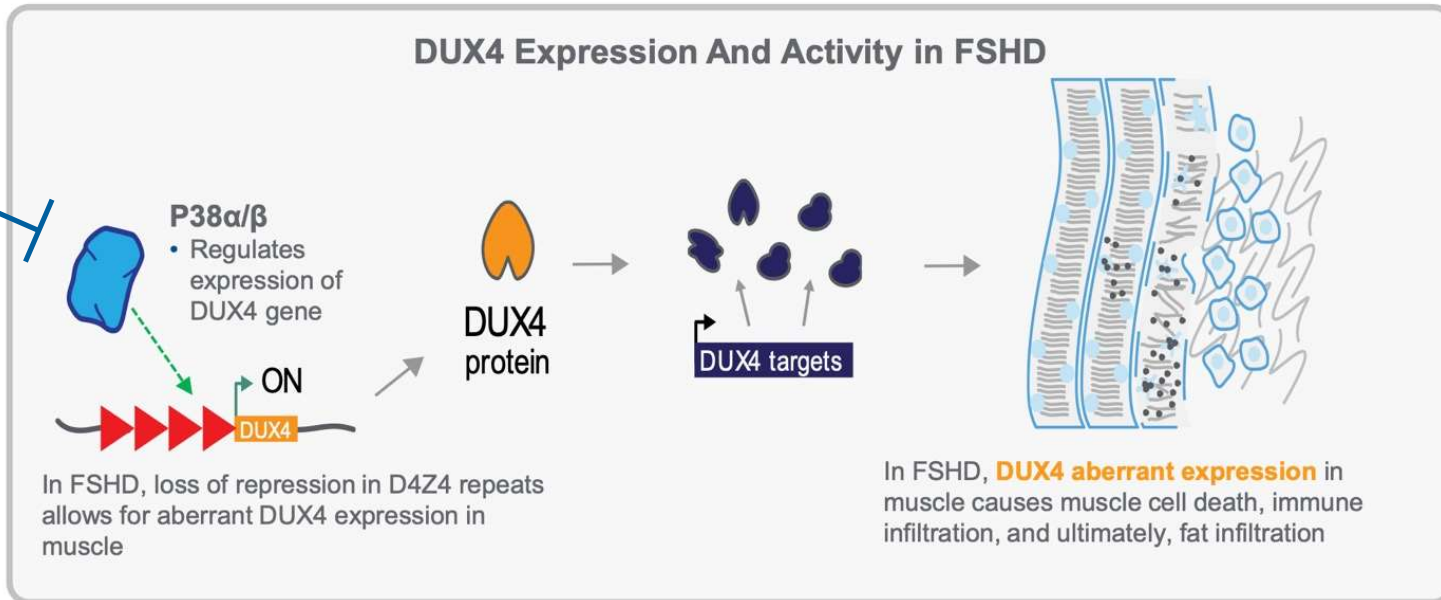 DUX4 Expression And Activity in FSHD
P38α/β
• Regulates
expression of
DUX4 gene
ON
DUX4
In FSHD, loss of repression in D4Z4 repeats
allows for aberrant DUX4 expression in
muscle
DUX4
protein
DUX4 targets
In FSHD, DUX4 aberrant expression in
muscle causes muscle cell death, immune
infiltration, and ultimately, fat infiltration